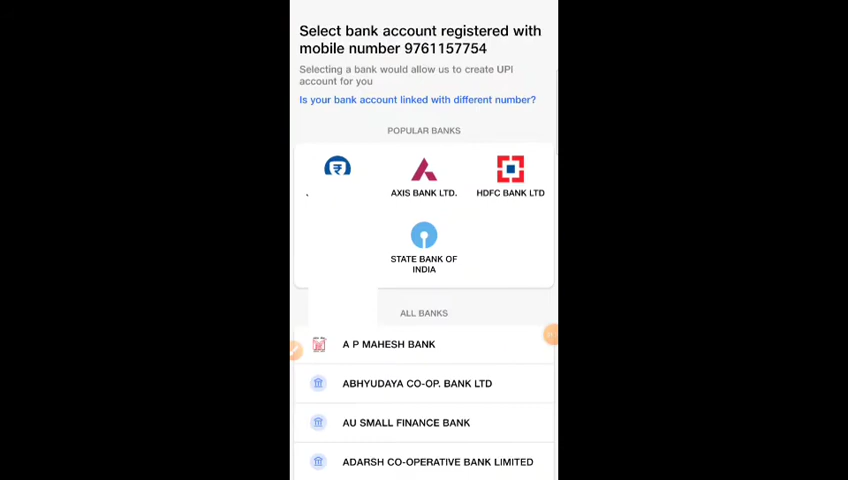 Select bank account registered with
mobile number 9761157754
Selecting a bank would allow us to create UPI
account for you
Is your bank account linked with different number?
POPULAR BANKS
AXIS BANK LTD.
HDFC BANK LTD
STATE BANK OF
INDIA
ALL BANKS
A P MAHESH BANK
ABHYUDAYA CO-OP. BANK LTD
AU SMALL FINANCE BANK
ADARSH CO-OPERATIVE BANK LIMITED